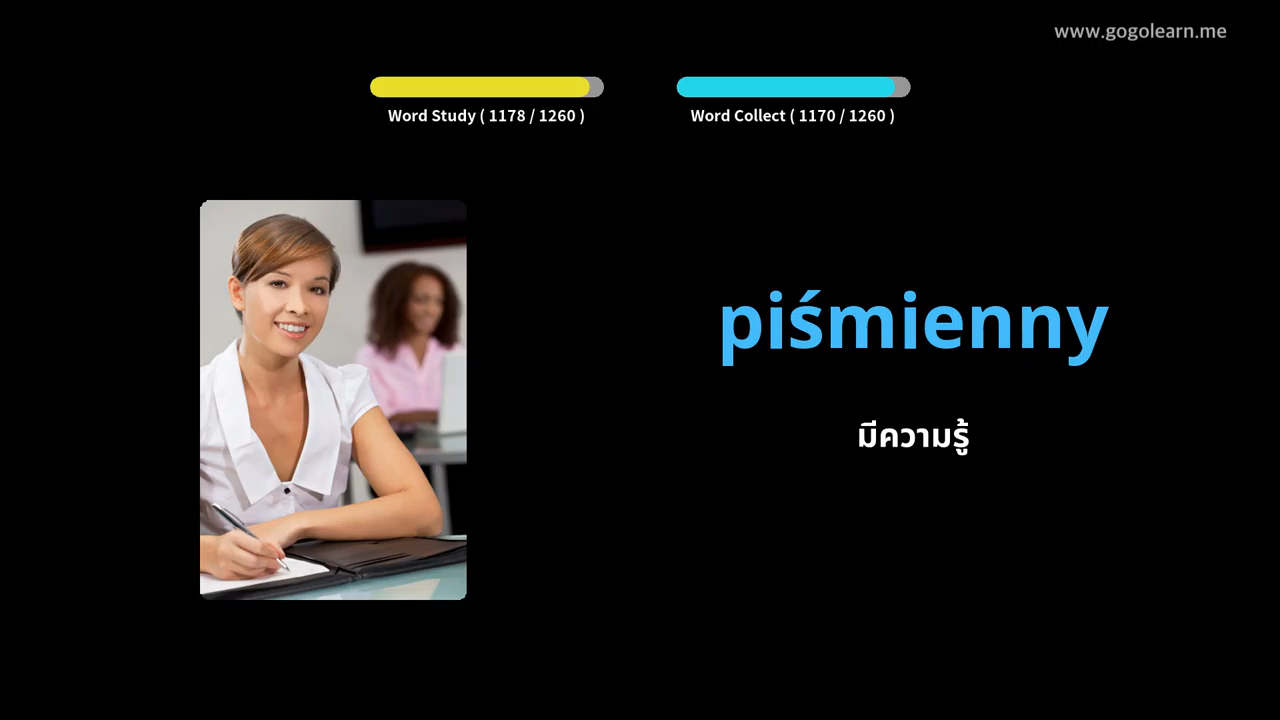 www.gogolearn.me
Word Study ( 1178 / 1260 )
Word Collect ( 1170 / 1260 )
piśmienny
มีความรู้